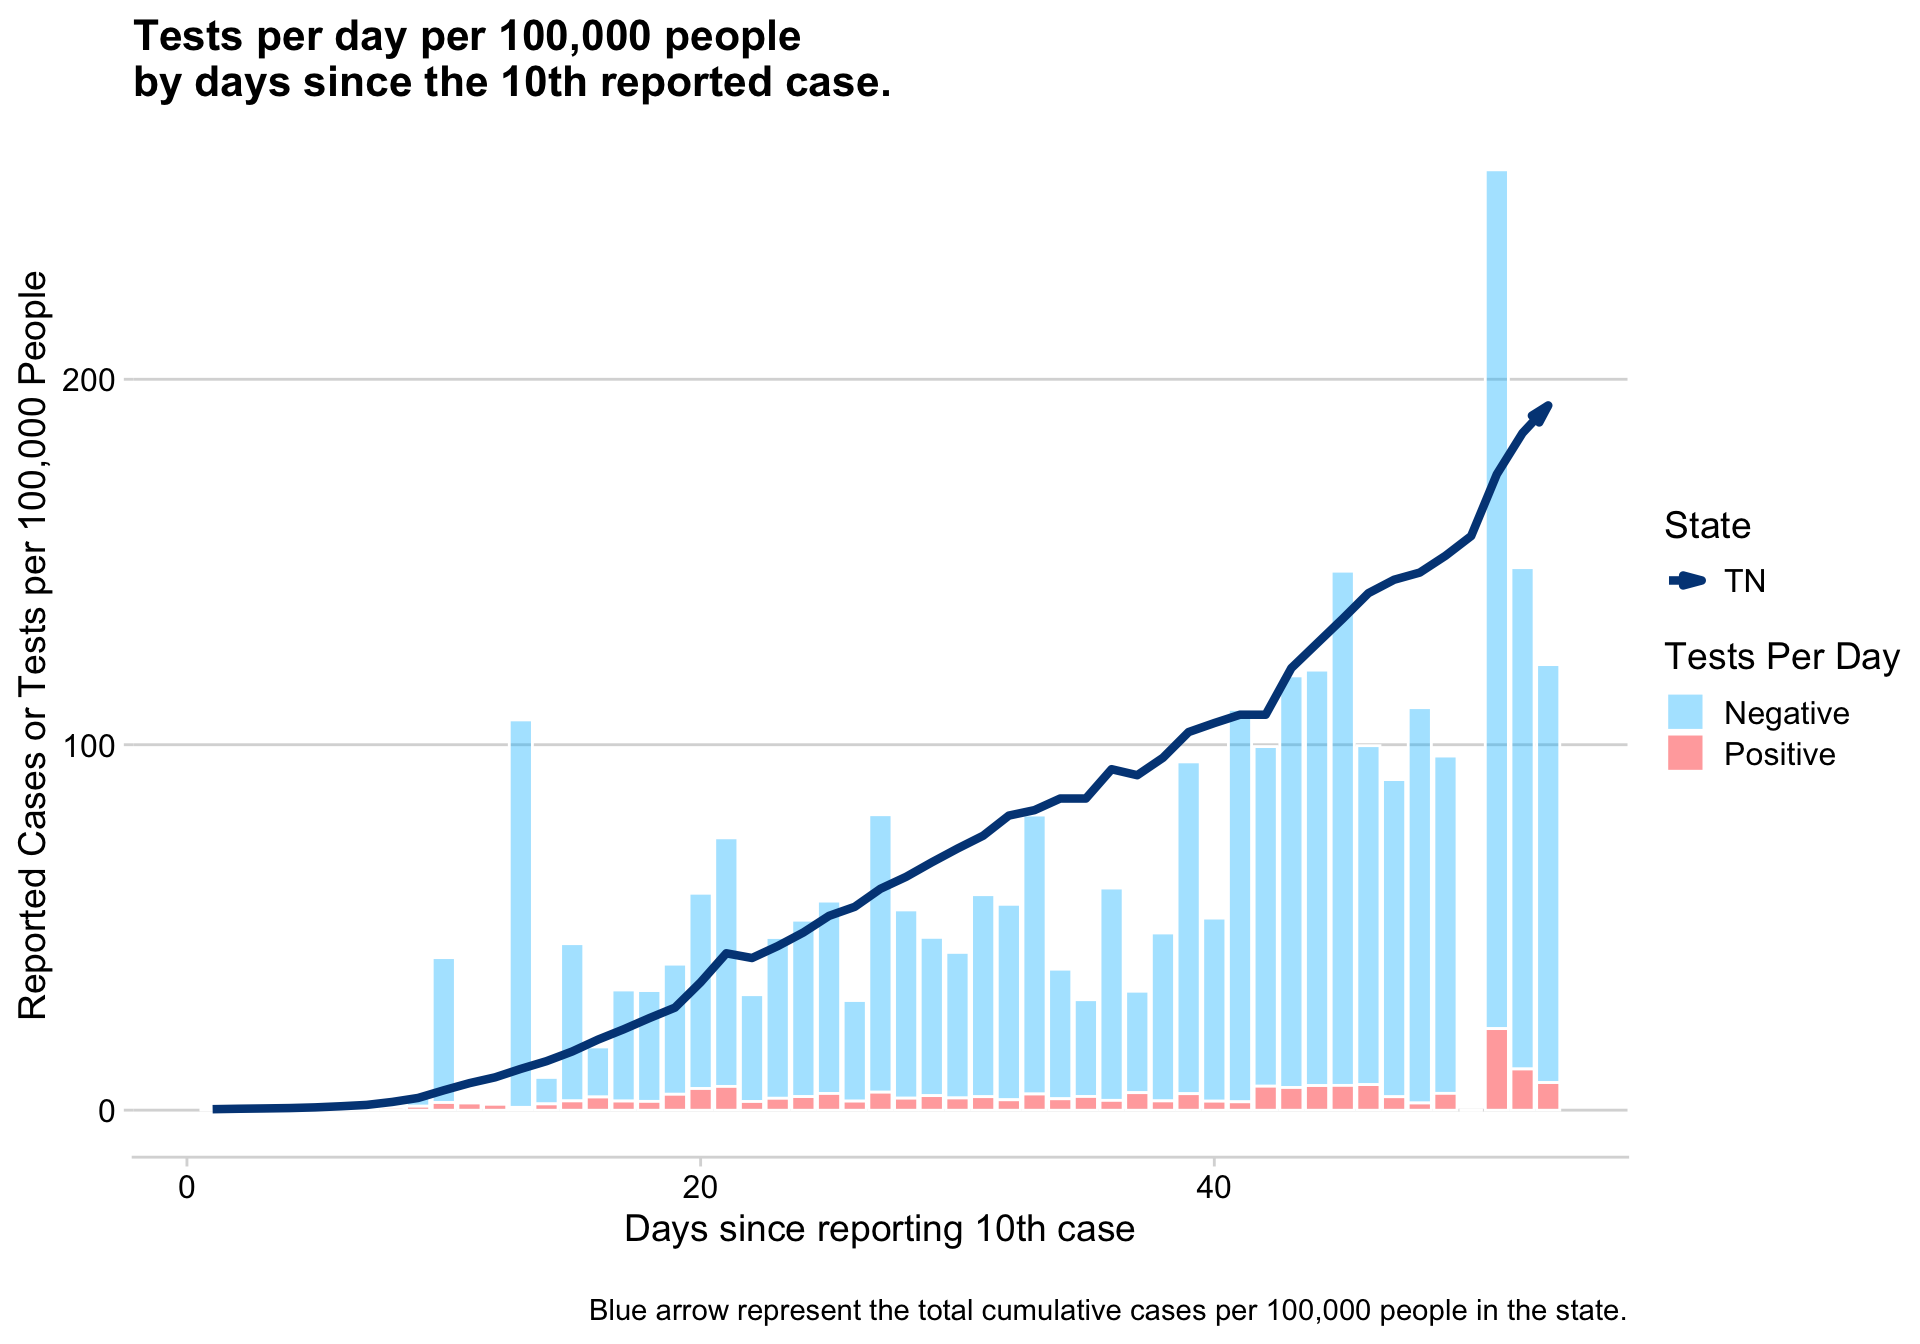 Tests per day per 100,000 people
by days since the 10th reported case.
Reported Cases or Tests per 100,000 People
200
100
0
0
20
40
Days since reporting 10th case
State
TN
Tests Per Day
Negative
Positive
Blue arrow represent the total cumulative cases per 100,000 people in the state.